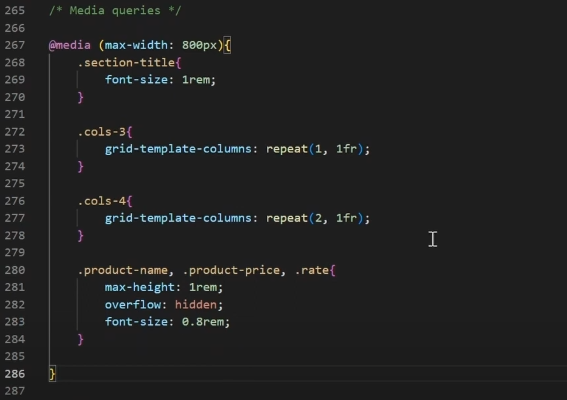 265 /* Media queries */
266
267 @media (max-width: 800px){
268     .section-title{
269         font-size: 1rem;
270     }
271
272     .cols-3{
273         grid-template-columns: repeat(1, 1fr);
274     }
275
276     .cols-4{
277         grid-template-columns: repeat(2, 1fr);
278     }
279
280     .product-name, .product-price, .rate{
281         max-height: 1rem;
282         overflow: hidden;
283         font-size: 0.8rem;
284     }
285
286 }
287